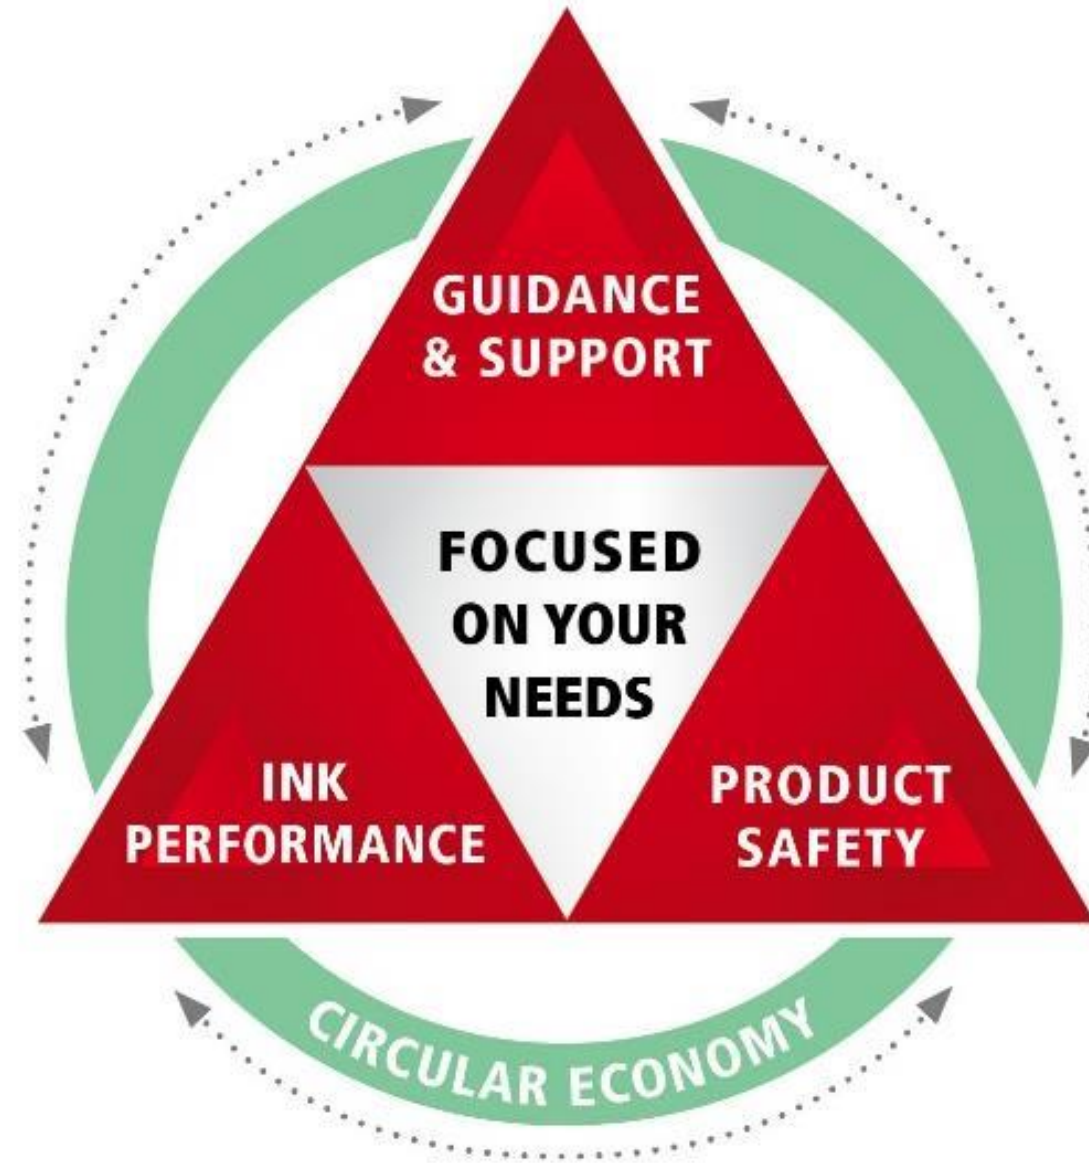 GUIDANCE
& SUPPORT
FOCUSED
ON YOUR
NEEDS
INK
PERFORMANCE
PRODUCT
SAFETY
CIRCULAR ECONOMY